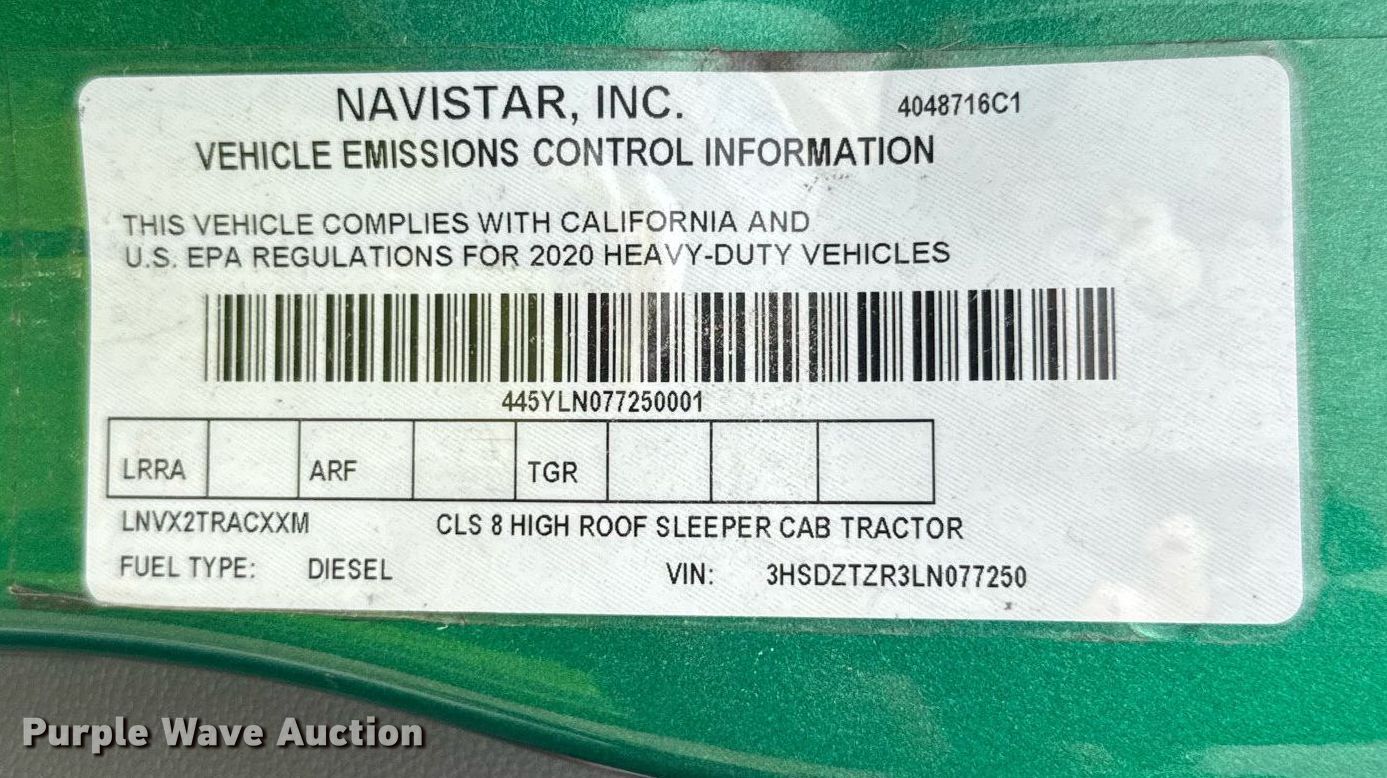 NAVISTAR, INC. 4048716C1
VEHICLE EMISSIONS CONTROL INFORMATION
THIS VEHICLE COMPLIES WITH CALIFORNIA AND
U.S. EPA REGULATIONS FOR 2020 HEAVY-DUTY VEHICLES
445YLN077250001
LRRA ARF TGR
LNVX2TRACXXM CLS 8 HIGH ROOF SLEEPER CAB TRACTOR
FUEL TYPE: DIESEL VIN: 3HSDZTZR3LN077250
Purple Wave Auction